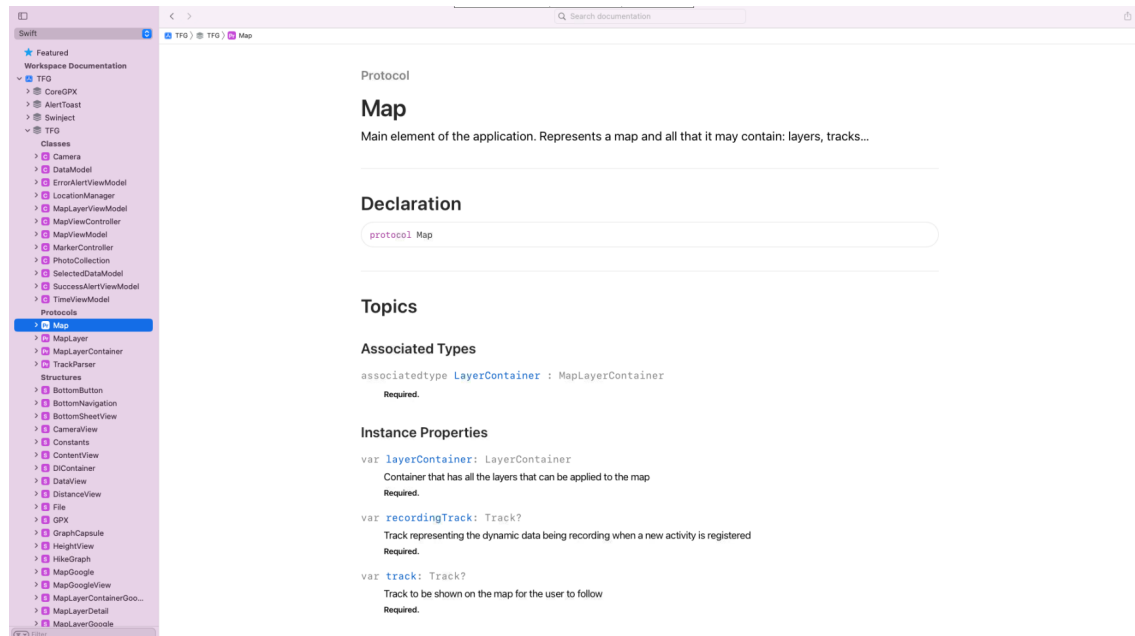 Search documentation
Swift
TFG TFG Map
Featured
Workspace Documentation
TFG
CoreGPX
AlertToast
Swinject
TFG
Classes
C Camera
C DataModel
C ErrorAlertViewModel
C LocationManager
C MapLayerViewModel
C MapViewController
C MapViewModel
C MarkerController
C PhotoCollection
C SelectedDataModel
C SuccessAlertViewModel
C TimeViewModel
Protocols
Pr Map
Pr MapLayer
Pr MapLayerContainer
Pr TrackParser
Structures
S BottomButton
S BottomNavigation
S BottomSheetView
S CameraView
S Constants
S ContentView
S DIContainer
S DataView
S DistanceView
S File
S GPX
S GraphCapsule
S HeightView
S HikeGraph
S MapGoogle
S MapGoogleView
S MapLayerContainerGoo...
S MapLayerDetail
S MapLayerGoogle
Filter
Protocol
Map
Main element of the application. Represents a map and all that it may contain: layers, tracks...
Declaration
protocol Map
Topics
Associated Types
associatedtype LayerContainer : MapLayerContainer
Required.
Instance Properties
var layerContainer: LayerContainer
Container that has all the layers that can be applied to the map
Required.
var recordingTrack: Track?
Track representing the dynamic data being recording when a new activity is registered
Required.
var track: Track?
Track to be shown on the map for the user to follow
Required.